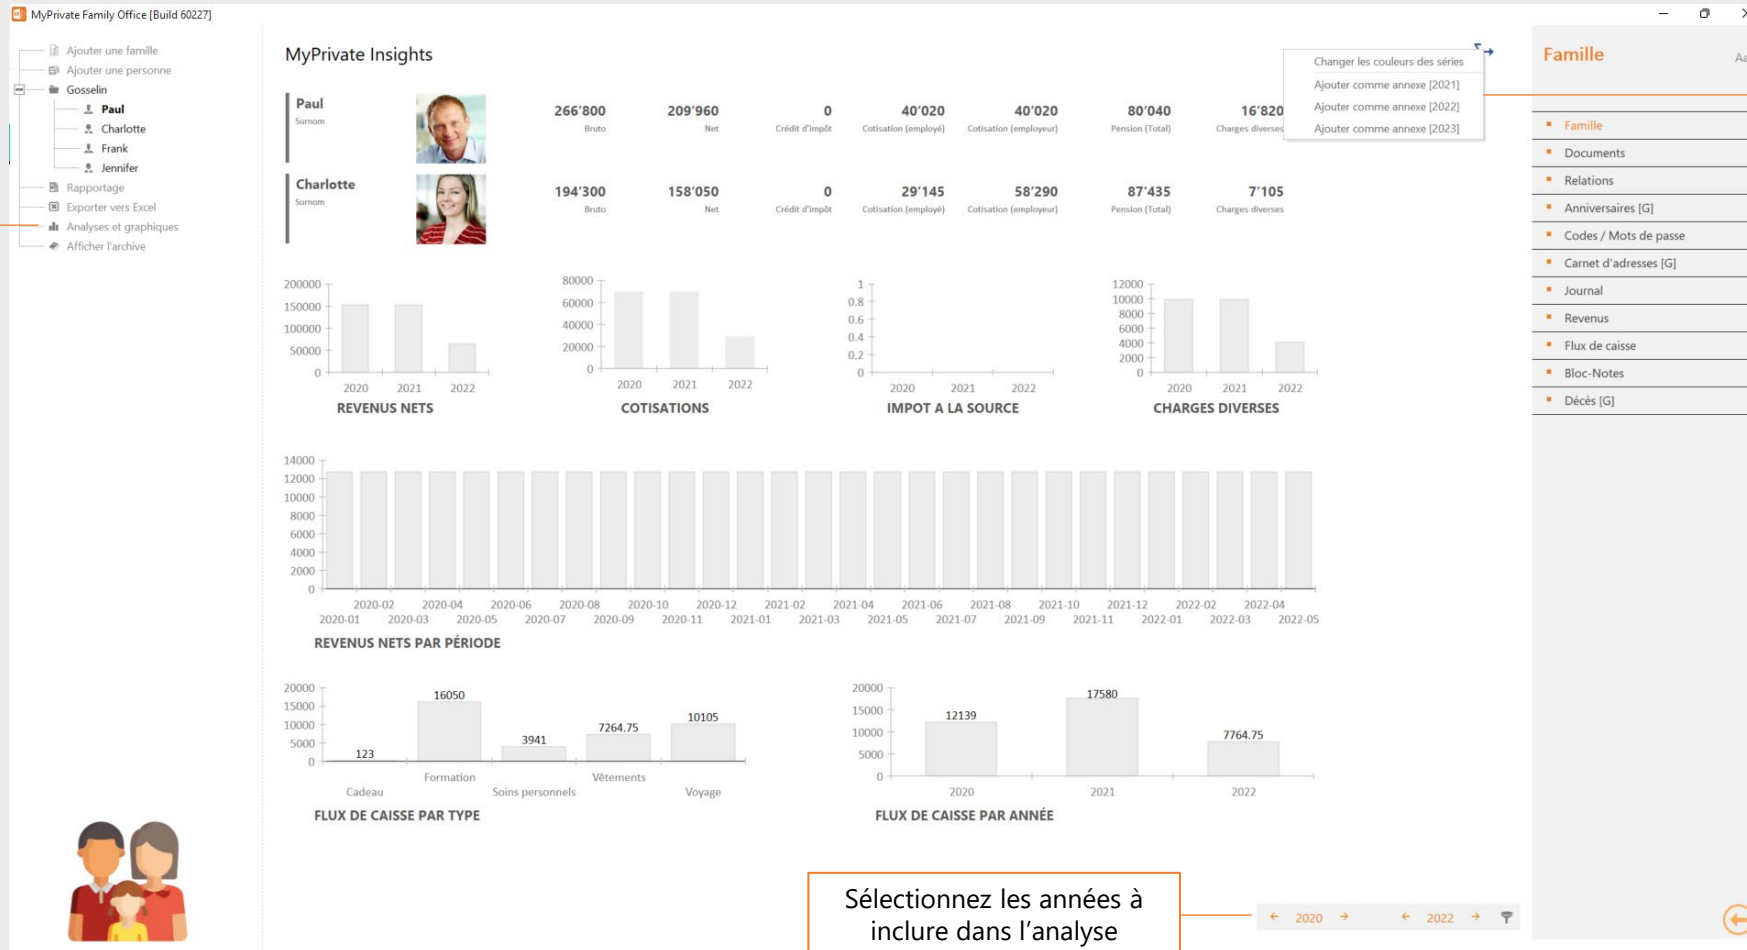 MyPrivate Family Office [Build 60227]
Ajouter une famille
Ajouter une personne
Gosselin
Paul
Charlotte
Frank
Jennifer
Rapportage
Exporter vers Excel
Analyses et graphiques
Afficher l'archive
MyPrivate Insights
Changer les couleurs des séries
Ajouter comme annexe [2021]
Ajouter comme annexe [2022]
Ajouter comme annexe [2023]
Paul
Surnom
266'800 209'960 0 40'020 40'020 80'040 16'820
Bruto Net Crédit d'impôt Cotisation (employé) Cotisation (employeur) Pension (Total) Charges diverses
Charlotte
Surnom
194'300 158'050 0 29'145 58'290 87'435 7'105
Bruto Net Crédit d'impôt Cotisation (employé) Cotisation (employeur) Pension (Total) Charges diverses
200000
150000
100000
50000
0
2020 2021 2022
REVENUS NETS
80000
60000
40000
20000
0
2020 2021 2022
COTISATIONS
1
0.8
0.6
0.4
0.2
0
2020 2021 2022
IMPOT A LA SOURCE
12000
10000
8000
6000
4000
2000
0
2020 2021 2022
CHARGES DIVERSES
14000
12000
10000
8000
6000
4000
2000
0
2020-02 2020-04 2020-06 2020-08 2020-10 2020-12 2021-02 2021-04 2021-06 2021-08 2021-10 2021-12 2022-02 2022-04
2020-01 2020-03 2020-05 2020-07 2020-09 2020-11 2021-01 2021-03 2021-05 2021-07 2021-09 2021-11 2022-01 2022-03 2022-05
REVENUS NETS PAR PÉRIODE
20000
15000
10000
5000
0
123 16050 3941 7264.75 10105
Formation Vêtements
Cadeau Soins personnels Voyage
FLUX DE CAISSE PAR TYPE
20000
15000
10000
5000
0
12139 17580 7764.75
2020 2021 2022
FLUX DE CAISSE PAR ANNÉE
Sélectionnez les années à
inclure dans l'analyse
← 2020 → ← 2022 →
Famille
Aa
Famille
Documents
Relations
Anniversaires [G]
Codes / Mots de passe
Carnet d'adresses [G]
Journal
Revenus
Flux de caisse
Bloc-Notes
Décès [G]